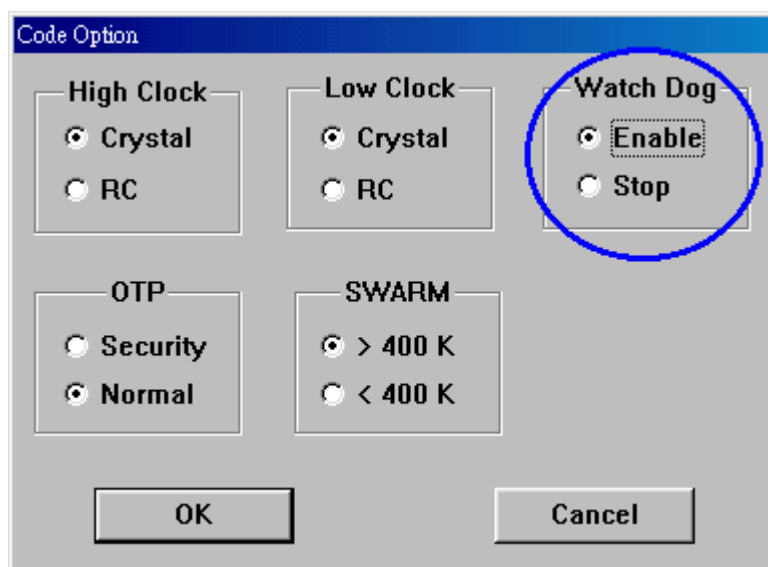 Code Option
High Clock
Crystal
RC
Low Clock
Crystal
RC
Watch Dog
Enable
Stop
OTP
Security
Normal
SWARM
> 400 K
< 400 K
OK
Cancel